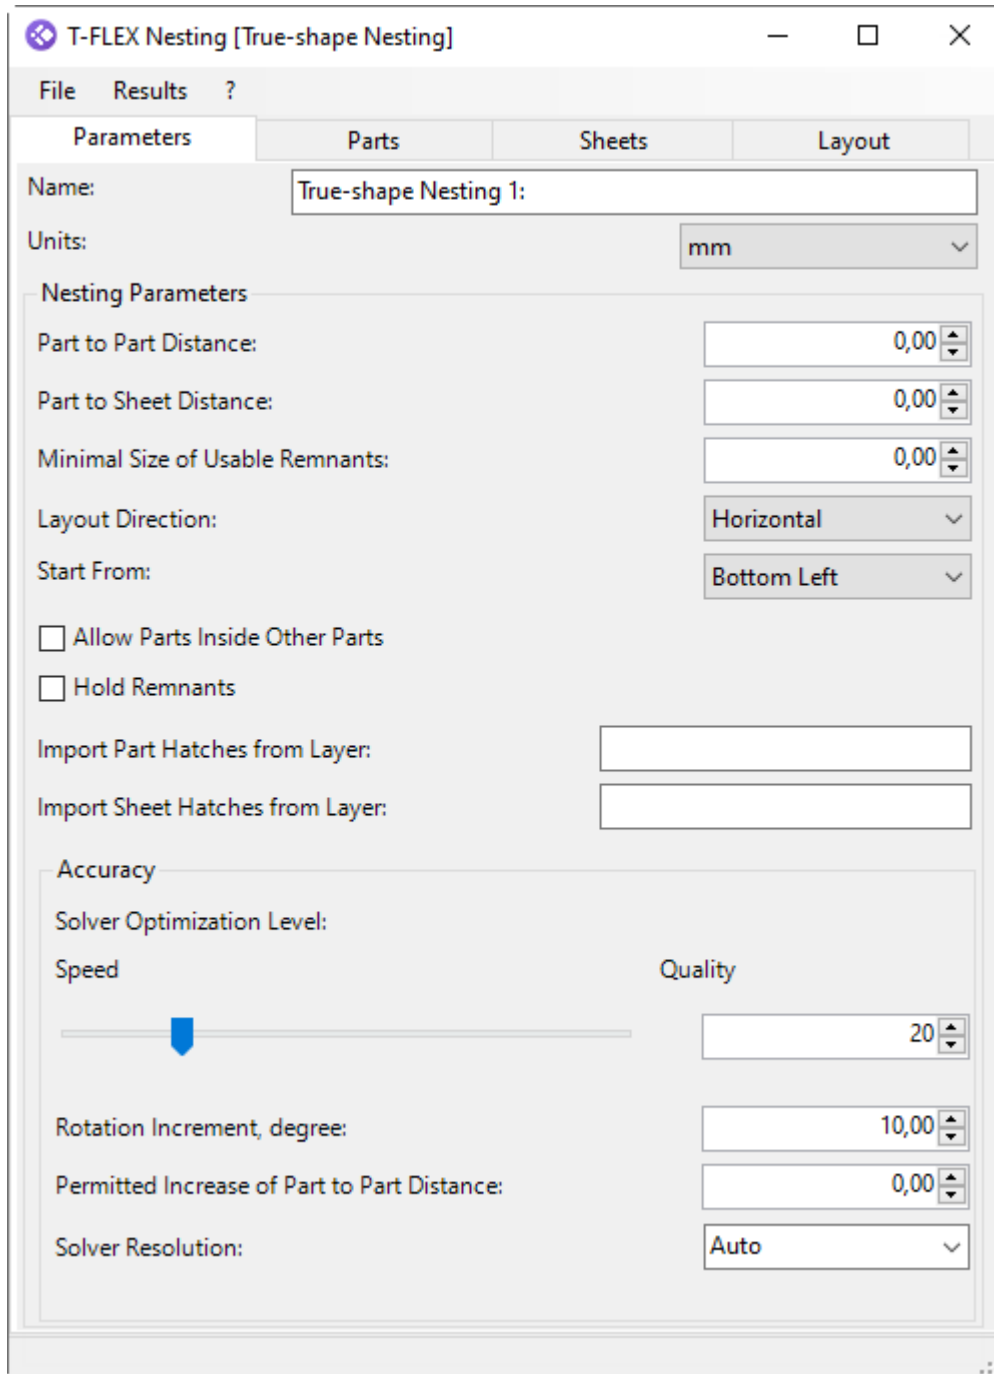 T-FLEX Nesting [True-shape Nesting]
File Results ?
Parameters Parts Sheets Layout
Name: True-shape Nesting 1:
Units: mm
Nesting Parameters
Part to Part Distance: 0,00
Part to Sheet Distance: 0,00
Minimal Size of Usable Remnants: 0,00
Layout Direction: Horizontal
Start From: Bottom Left
Allow Parts Inside Other Parts
Hold Remnants
Import Part Hatches from Layer:
Import Sheet Hatches from Layer:
Accuracy
Solver Optimization Level:
Speed Quality
20
Rotation Increment, degree: 10,00
Permitted Increase of Part to Part Distance: 0,00
Solver Resolution: Auto